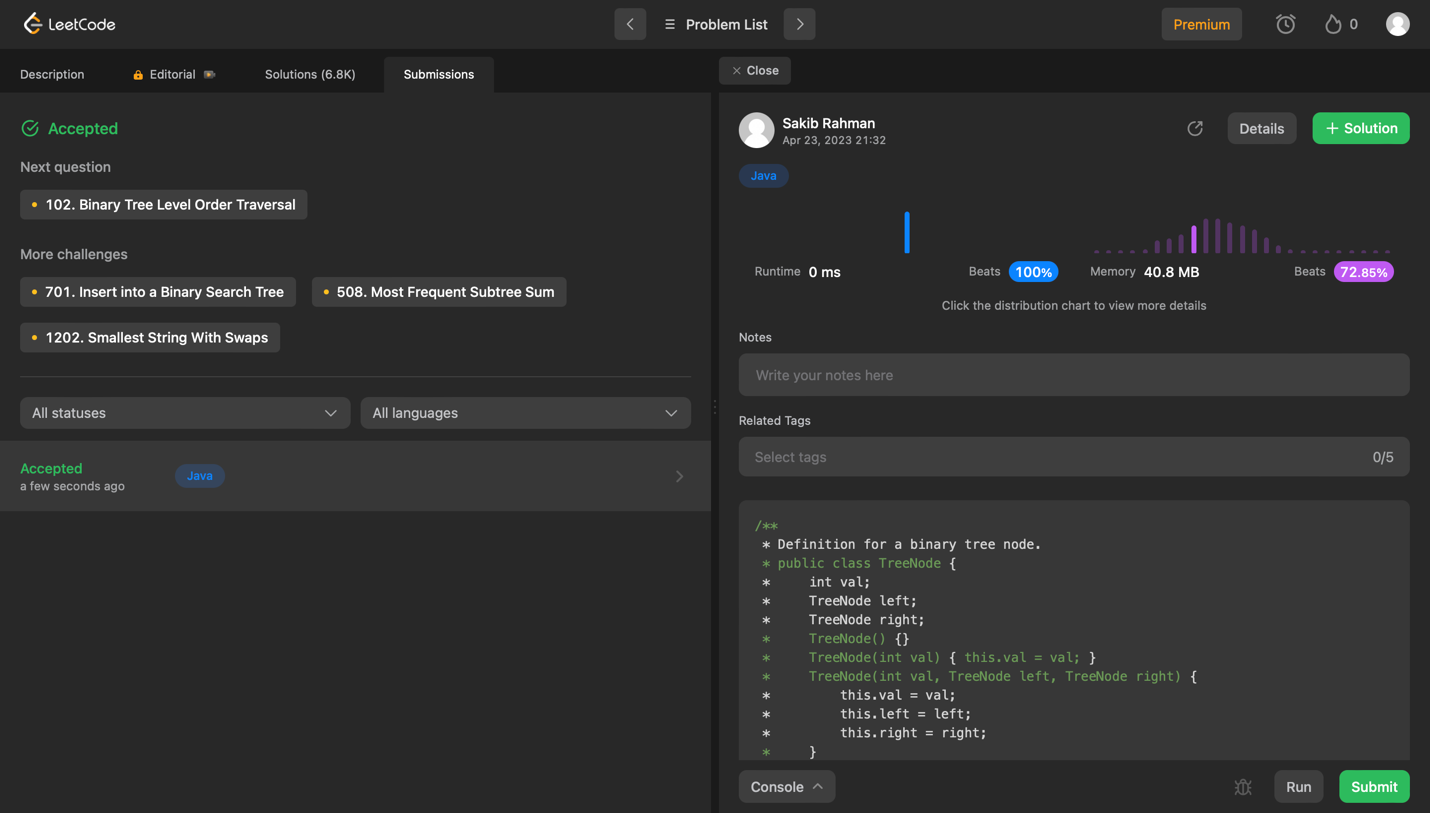 LeetCode
Problem List
Premium
0
Description
Editorial
Solutions (6.8K)
Submissions
Close
Accepted
Next question
102. Binary Tree Level Order Traversal
More challenges
701. Insert into a Binary Search Tree
508. Most Frequent Subtree Sum
1202. Smallest String With Swaps
All statuses
All languages
Accepted
a few seconds ago
Java
Sakib Rahman
Apr 23, 2023 21:32
Details
+ Solution
Java
Runtime 0 ms
Beats 100%
Memory 40.8 MB
Beats 72.85%
Click the distribution chart to view more details
Notes
Write your notes here
Related Tags
Select tags
0/5
/**
 * Definition for a binary tree node.
 * public class TreeNode {
 *     int val;
 *     TreeNode left;
 *     TreeNode right;
 *     TreeNode() {}
 *     TreeNode(int val) { this.val = val; }
 *     TreeNode(int val, TreeNode left, TreeNode right) {
 *         this.val = val;
 *         this.left = left;
 *         this.right = right;
 *     }
Console
Run
Submit